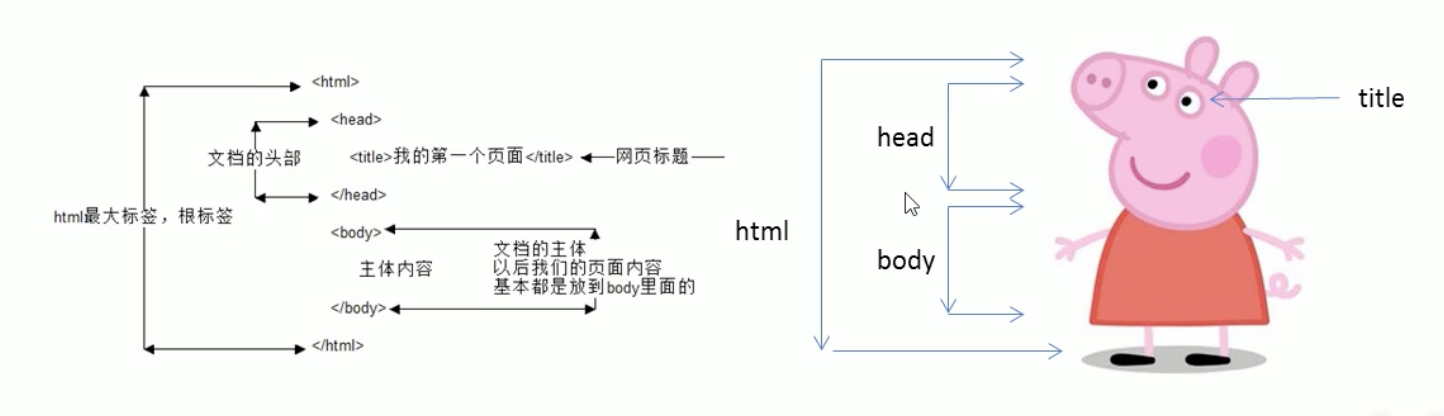 <html>
<head>
文档的头部
<title>我的第一个页面</title>
网页标题
</head>
html最大标签，根标签
<body>
文档的主体
主体内容
以后我们的页面内容
基本都是放到body里面的
</body>
</html>
title
head
html
body